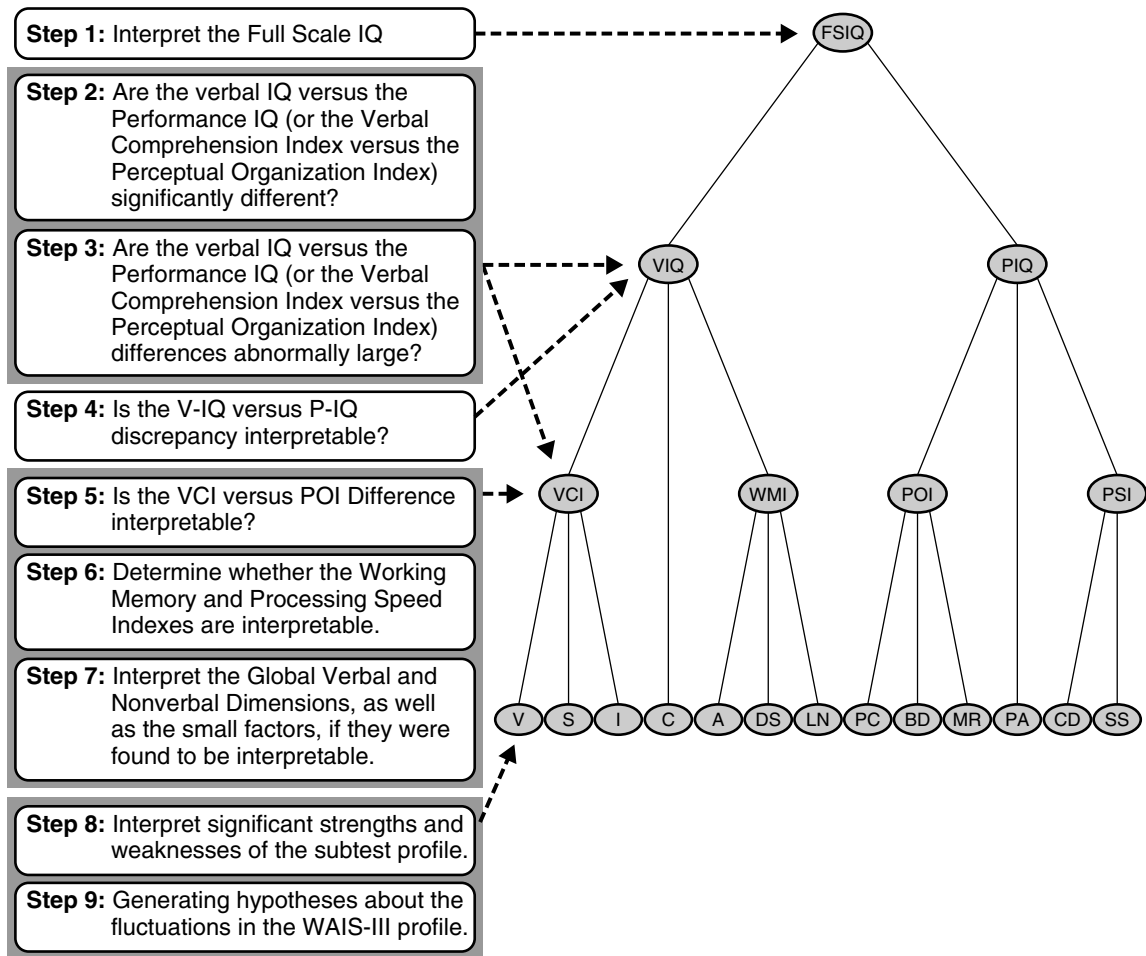 Step 1: Interpret the Full Scale IQ
Step 2: Are the verbal IQ versus the
Performance IQ (or the Verbal
Comprehension Index versus the
Perceptual Organization Index)
significantly different?
Step 3: Are the verbal IQ versus the
Performance IQ (or the Verbal
Comprehension Index versus the
Perceptual Organization Index)
differences abnormally large?
Step 4: Is the V-IQ versus P-IQ
discrepancy interpretable?
Step 5: Is the VCI versus POI Difference
interpretable?
Step 6: Determine whether the Working
Memory and Processing Speed
Indexes are interpretable.
Step 7: Interpret the Global Verbal and
Nonverbal Dimensions, as well
as the small factors, if they were
found to be interpretable.
Step 8: Interpret significant strengths and
weaknesses of the subtest profile.
Step 9: Generating hypotheses about the
fluctuations in the WAIS-III profile.
FSIQ
VIQ PIQ
VCI WMI POI PSI
V S I C A DS LN PC BD MR PA CD SS